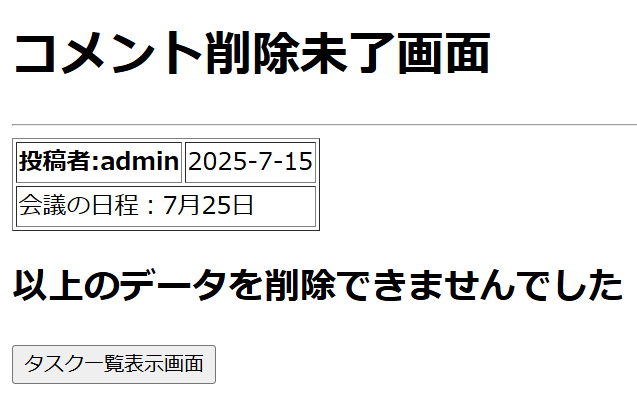 コメント削除未了画面
投稿者:admin 2025-7-15
会議の日程：7月25日
以上のデータを削除できませんでした
タスク一覧表示画面